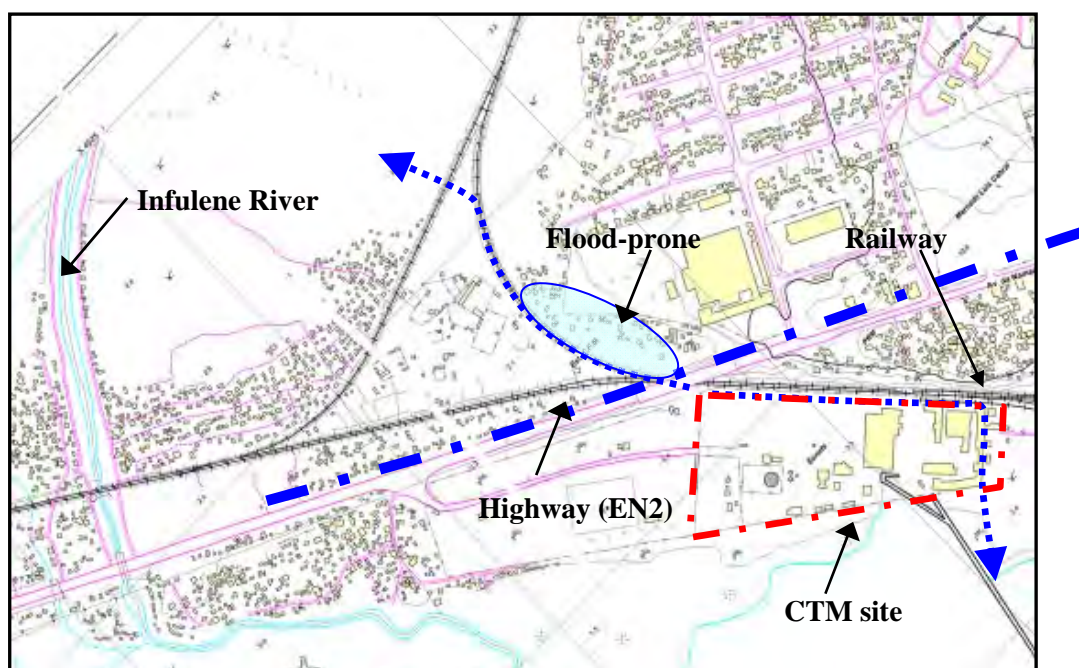 Infulene River
Flood-prone
Railway
Highway (EN2)
CTM site